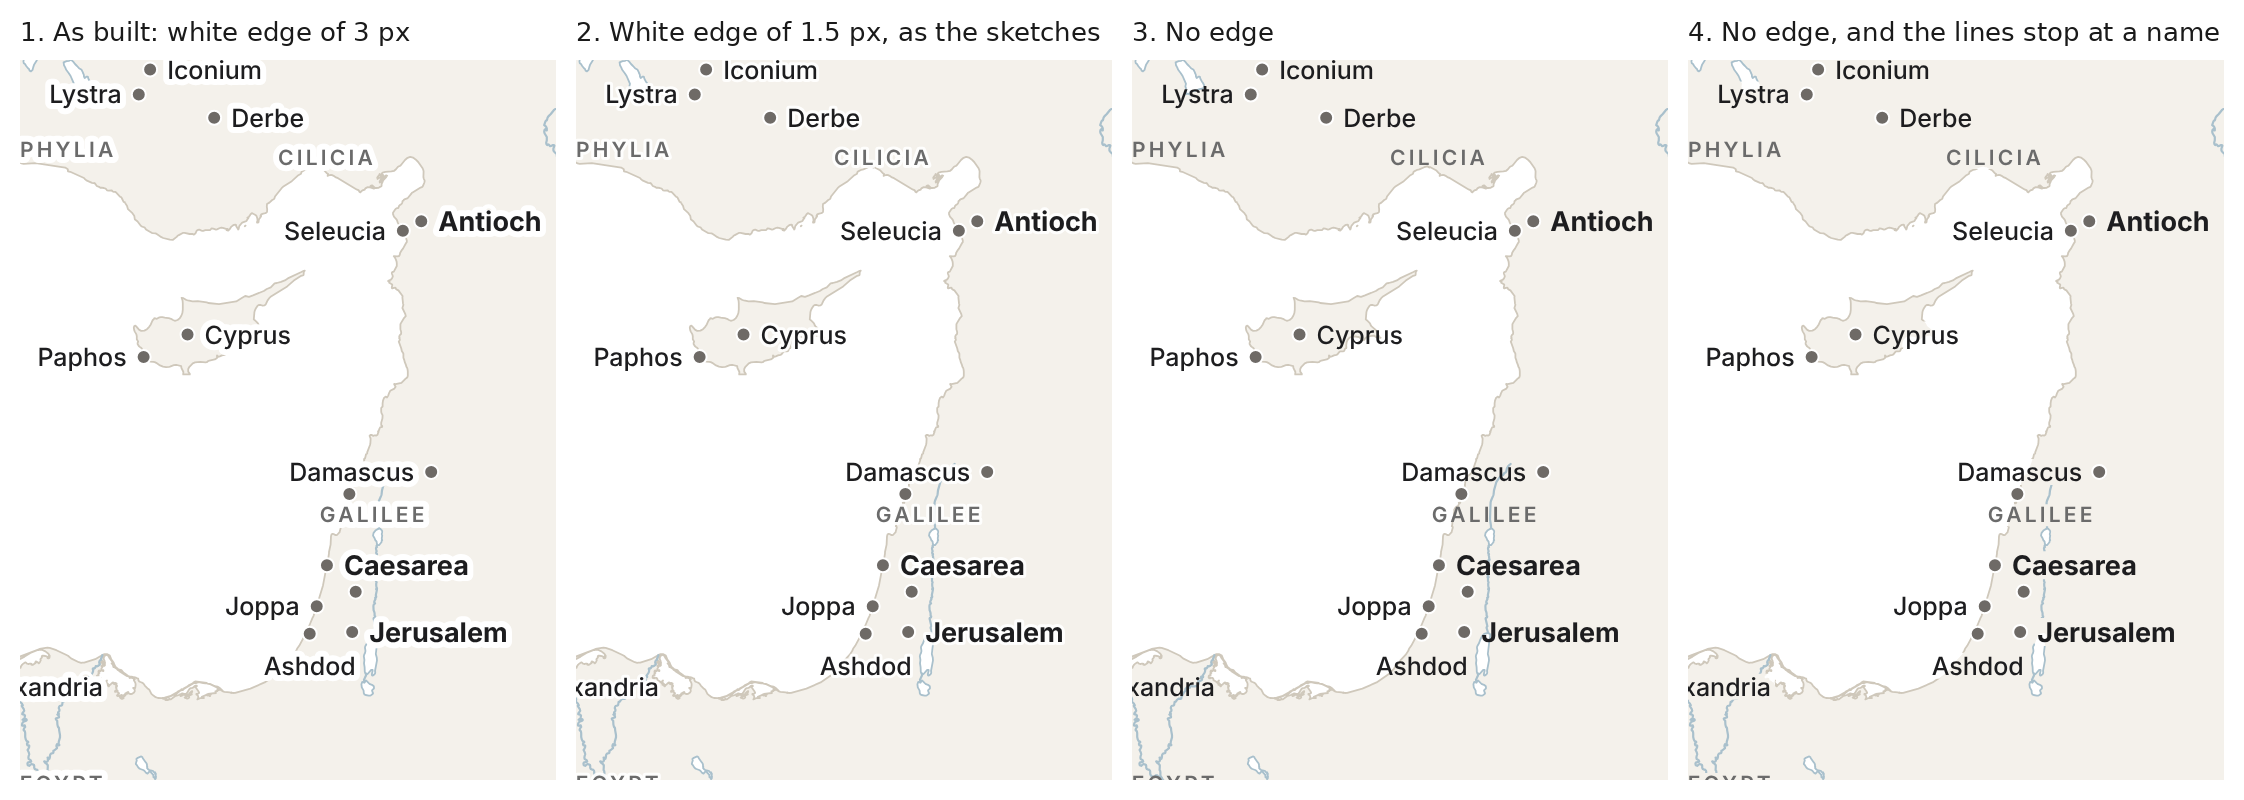 1. As built: white edge of 3 px
Iconium
Lystra
Derbe
PHYLIA
CILICIA
Antioch
Seleucia
Cyprus
Paphos
Damascus
GALILEE
Caesarea
Joppa
Jerusalem
Ashdod
xandria
EGYPT
2. White edge of 1.5 px, as the sketches
Iconium
Lystra
Derbe
PHYLIA
CILICIA
Antioch
Seleucia
Cyprus
Paphos
Damascus
GALILEE
Caesarea
Joppa
Jerusalem
Ashdod
xandria
EGYPT
3. No edge
Iconium
Lystra
Derbe
PHYLIA
CILICIA
Antioch
Seleucia
Cyprus
Paphos
Damascus
GALILEE
Caesarea
Joppa
Jerusalem
Ashdod
xandria
EGYPT
4. No edge, and the lines stop at a name
Iconium
Lystra
Derbe
PHYLIA
CILICIA
Antioch
Seleucia
Cyprus
Paphos
Damascus
GALILEE
Caesarea
Joppa
Jerusalem
Ashdod
xandria
EGYPT